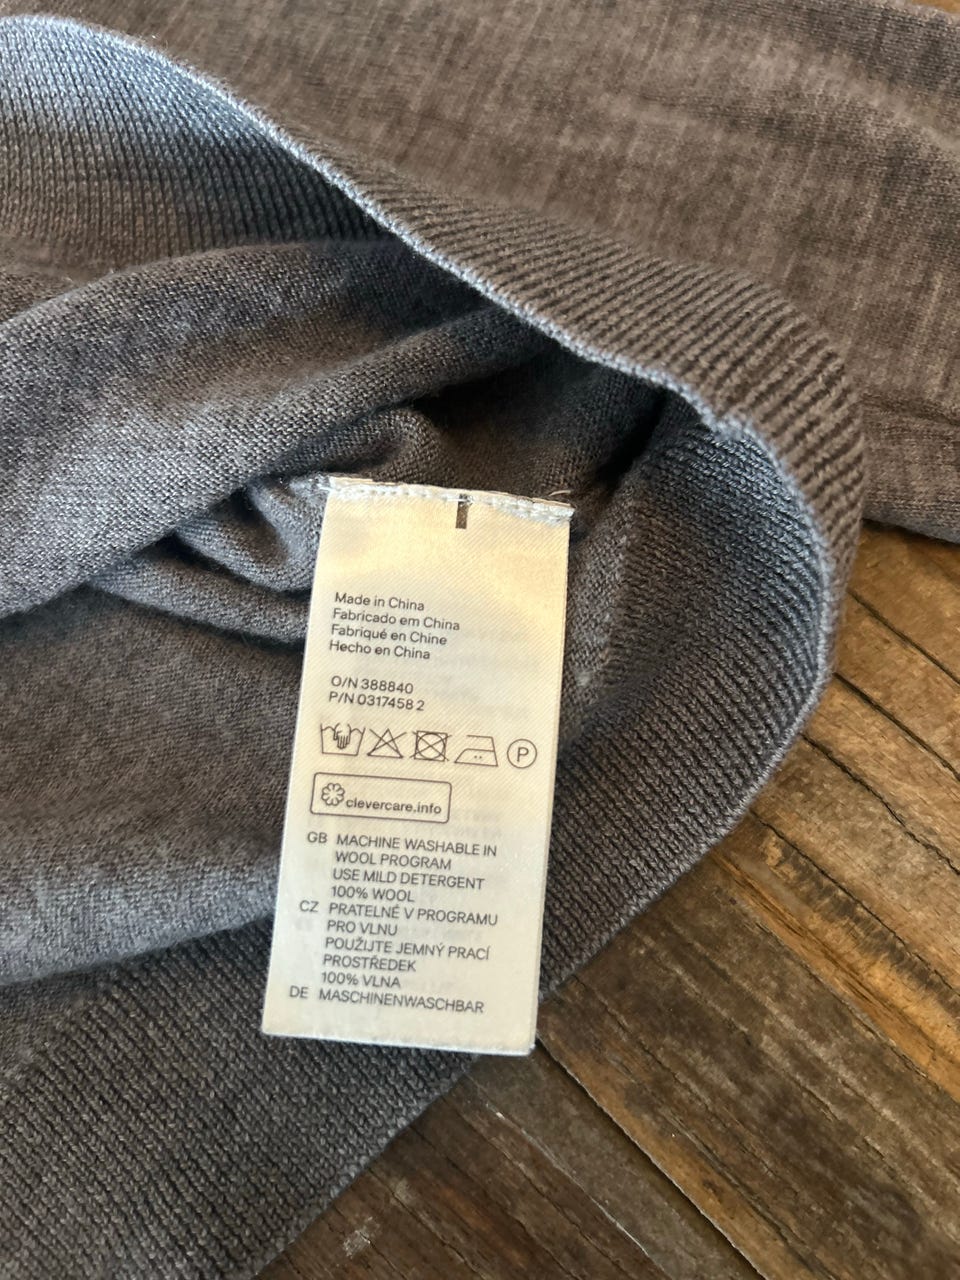 Made in China
Fabricado em China
Fabriqué en Chine
Hecho en China
O/N 388840
P/N 0317458 2
P
clevercare.info
GB MACHINE WASHABLE IN
WOOL PROGRAM
USE MILD DETERGENT
100% WOOL
CZ PRATELNÉ V PROGRAMU
PRO VLNU
POUŽIJTE JEMNÝ PRACÍ
PROSTŘEDEK
100% VLNA
DE MASCHINENWASCHBAR